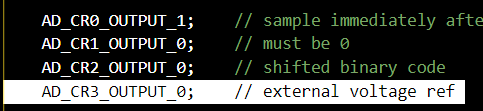 AD_CR0_OUTPUT_1; // sample immediately afte
AD_CR1_OUTPUT_0; // must be 0
AD_CR2_OUTPUT_0; // shifted binary code
AD_CR3_OUTPUT_0; // external voltage ref